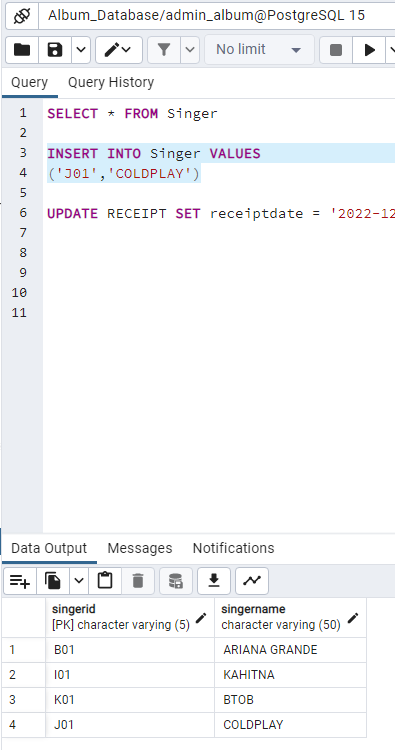 Album_Database/admin_album@PostgreSQL 15
No limit
Query Query History
1 SELECT * FROM Singer
2
3 INSERT INTO Singer VALUES
4 ('J01','COLDPLAY')
5
6 UPDATE RECEIPT SET receiptdate = '2022-12
7
8
9
10
11
Data Output Messages Notifications
singerid singername
[PK] character varying (5) character varying (50)
1 B01 ARIANA GRANDE
2 I01 KAHITNA
3 K01 BTOB
4 J01 COLDPLAY